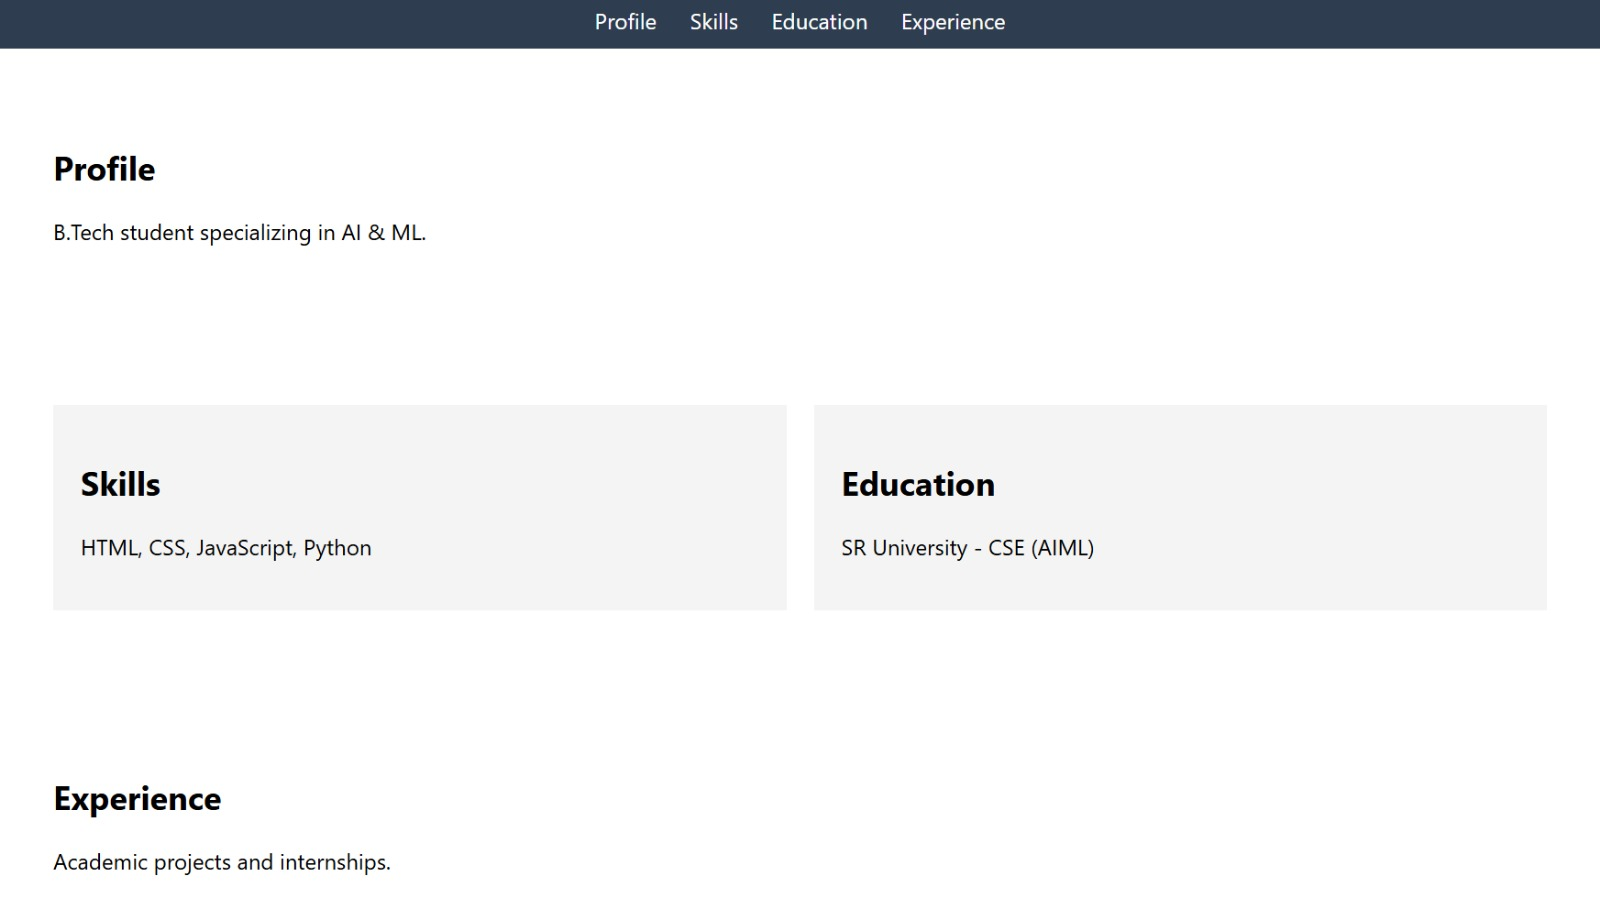 Profile Skills Education Experience
Profile
B.Tech student specializing in AI & ML.
Skills
HTML, CSS, JavaScript, Python
Education
SR University - CSE (AIML)
Experience
Academic projects and internships.